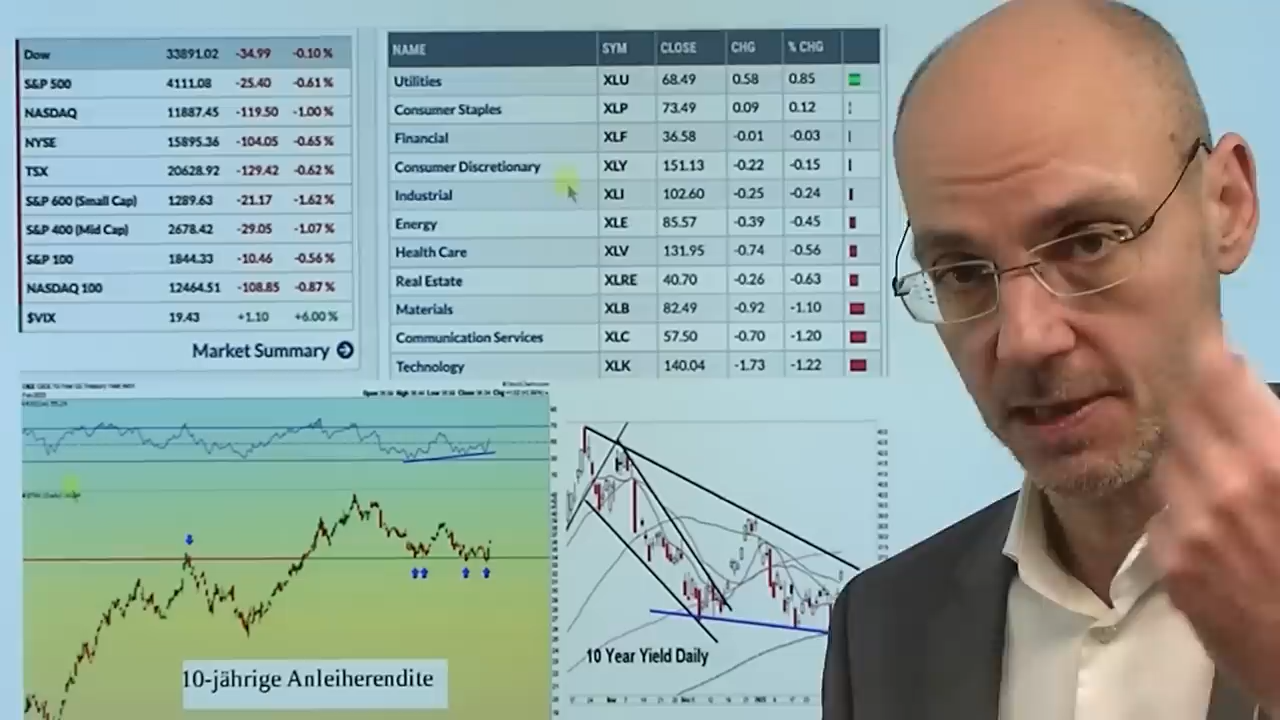 Dow 33891.02 -34.99 -0.10 %
S&P 500 4111.08 -25.40 -0.61 %
NASDAQ 11887.45 -119.50 -1.00 %
NYSE 15895.36 -104.05 -0.65 %
TSX 20628.92 -129.42 -0.62 %
S&P 600 (Small Cap) 1289.63 -21.17 -1.62 %
S&P 400 (Mid Cap) 2678.42 -29.05 -1.07 %
S&P 100 1844.33 -10.46 -0.56 %
NASDAQ 100 12464.51 -108.85 -0.87 %
$VIX 19.43 +1.10 +6.00 %
Market Summary
NAME SYM CLOSE CHG % CHG
Utilities XLU 68.49 0.58 0.85
Consumer Staples XLP 73.49 0.09 0.12
Financial XLF 36.58 -0.01 -0.03
Consumer Discretionary XLY 151.13 -0.22 -0.15
Industrial XLI 102.60 -0.25 -0.24
Energy XLE 85.57 -0.39 -0.45
Health Care XLV 131.95 -0.74 -0.56
Real Estate XLRE 40.70 -0.26 -0.63
Materials XLB 82.49 -0.92 -1.10
Communication Services XLC 57.50 -0.70 -1.20
Technology XLK 140.04 -1.73 -1.22
10-jährige Anleiherendite
10 Year Yield Daily